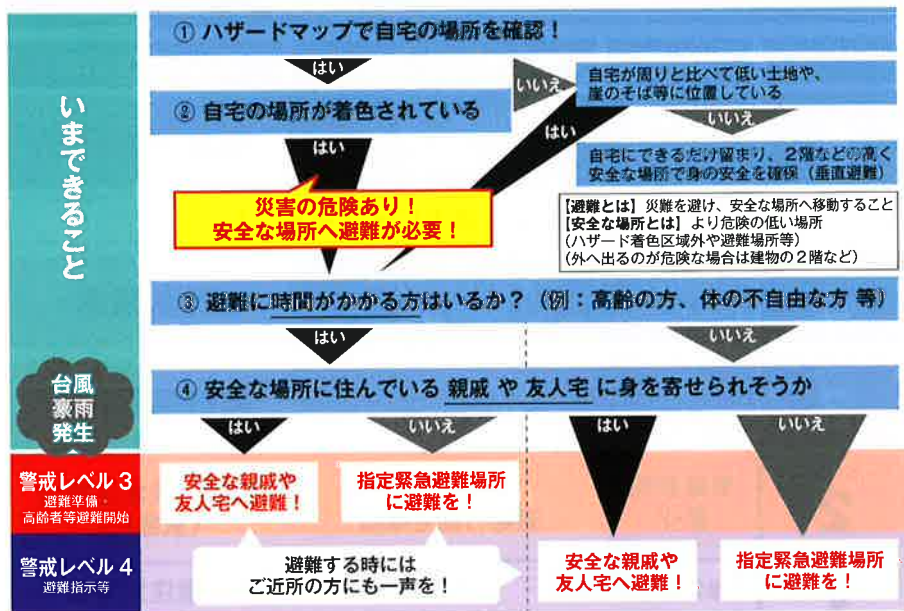 ① ハザードマップで自宅の場所を確認！
はい
いいえ
自宅が周りと比べて低い土地や、
崖のそば等に位置している
② 自宅の場所が着色されている
はい
はい
いいえ
自宅にできるだけ留まり、2階などの高く
安全な場所で身の安全を確保（垂直避難）
災害の危険あり！
安全な場所へ避難が必要！
【避難とは】災難を避け、安全な場所へ移動すること
【安全な場所とは】より危険の低い場所
（ハザード着色区域外や避難場所等）
（外へ出るのが危険な場合は建物の2階など）
いまできること
③ 避難に時間がかかる方はいるか？（例：高齢の方、体の不自由な方 等）
はい
いいえ
④ 安全な場所に住んでいる 親戚 や 友人宅 に身を寄せられそうか
台風
豪雨
発生
はい
いいえ
はい
いいえ
警戒レベル3
避難準備・
高齢者等避難開始
安全な親戚や
友人宅へ避難！
指定緊急避難場所
に避難を！
警戒レベル4
避難指示等
避難する時には
ご近所の方にも一声を！
安全な親戚や
友人宅へ避難！
指定緊急避難場所
に避難を！